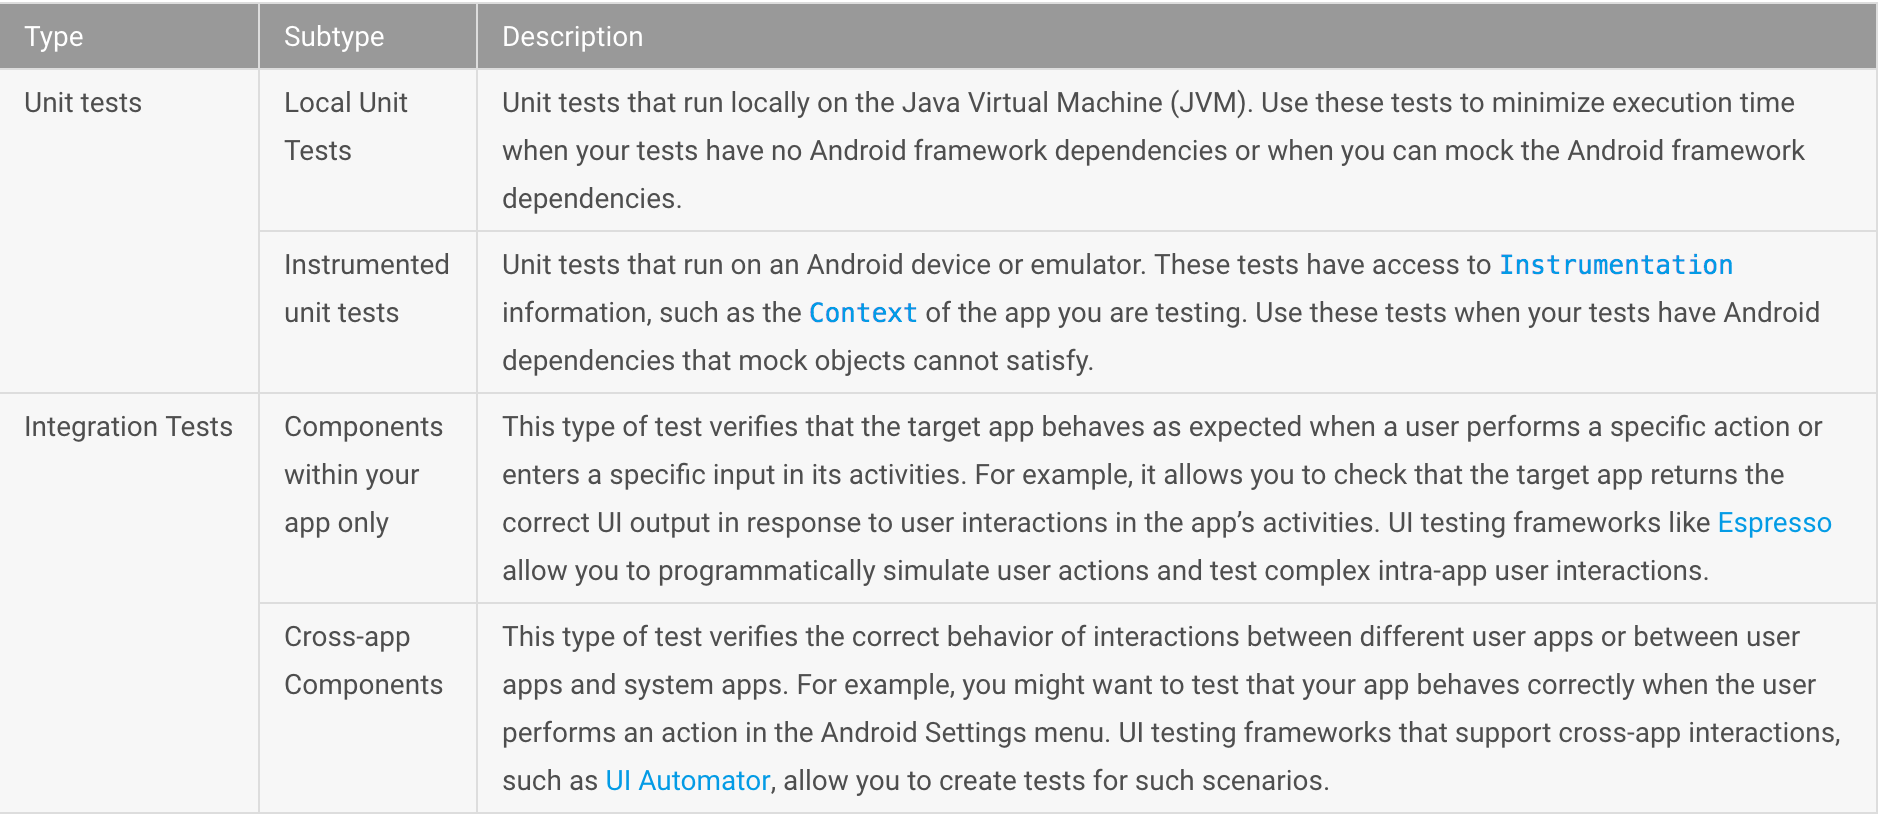 Type Subtype Description
Unit tests
Local Unit
Tests
Unit tests that run locally on the Java Virtual Machine (JVM). Use these tests to minimize execution time
when your tests have no Android framework dependencies or when you can mock the Android framework
dependencies.
Instrumented
unit tests
Unit tests that run on an Android device or emulator. These tests have access to Instrumentation
information, such as the Context of the app you are testing. Use these tests when your tests have Android
dependencies that mock objects cannot satisfy.
Integration Tests
Components
within your
app only
This type of test verifies that the target app behaves as expected when a user performs a specific action or
enters a specific input in its activities. For example, it allows you to check that the target app returns the
correct UI output in response to user interactions in the app’s activities. UI testing frameworks like Espresso
allow you to programmatically simulate user actions and test complex intra-app user interactions.
Cross-app
Components
This type of test verifies the correct behavior of interactions between different user apps or between user
apps and system apps. For example, you might want to test that your app behaves correctly when the user
performs an action in the Android Settings menu. UI testing frameworks that support cross-app interactions,
such as UI Automator, allow you to create tests for such scenarios.